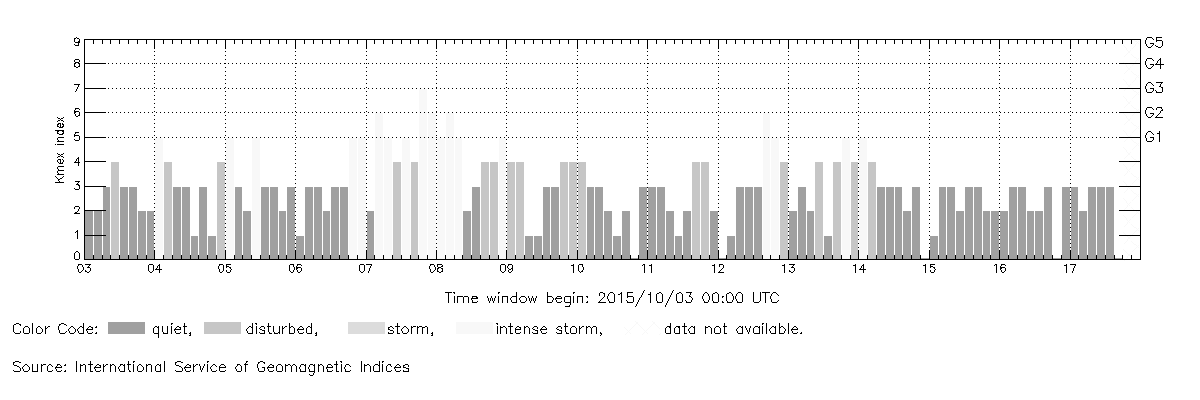 9 G5
8 G4
7 G3
6 G2
5 G1
4
3
2
1
0
Kmex index
03 04 05 06 07 08 09 10 11 12 13 14 15 16 17
Time window begin: 2015/10/03 00:00 UTC
Color Code: quiet, disturbed, storm, intense storm, data not available.
Source: International Service of Geomagnetic Indices